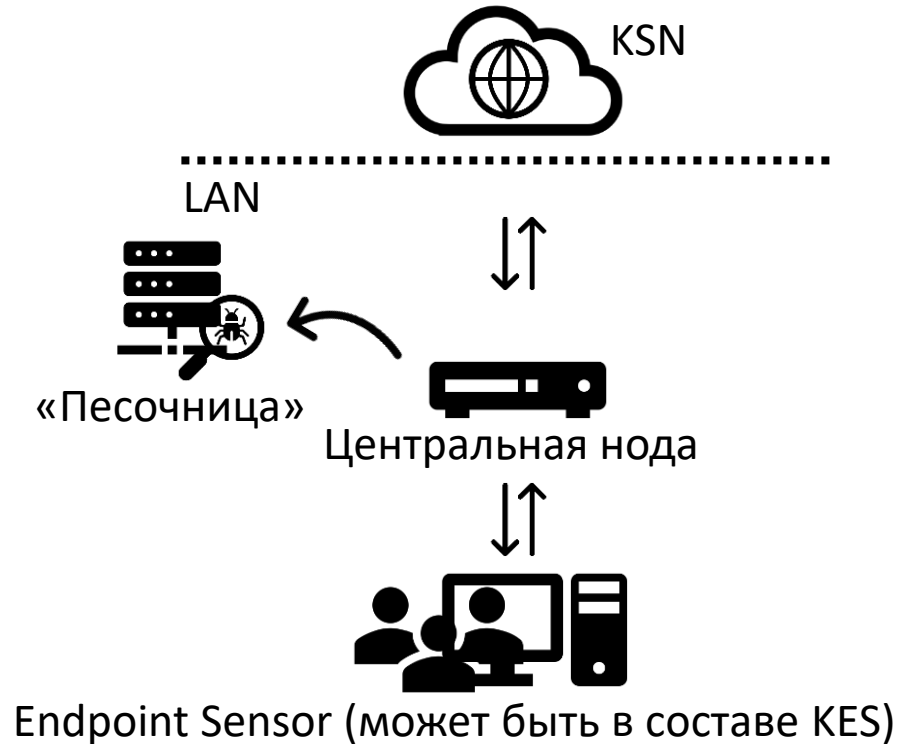 KSN
LAN
«Песочница»
Центральная нода
Endpoint Sensor (может быть в составе KES)